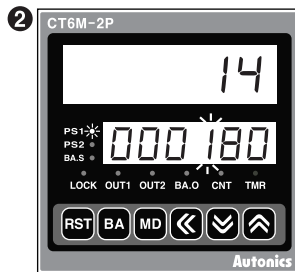 ❷
CT6M-2P
14
PS1
PS2
BA.S
000180
LOCK OUT1 OUT2 BA.O CNT TMR
RST BA MD
Autonics